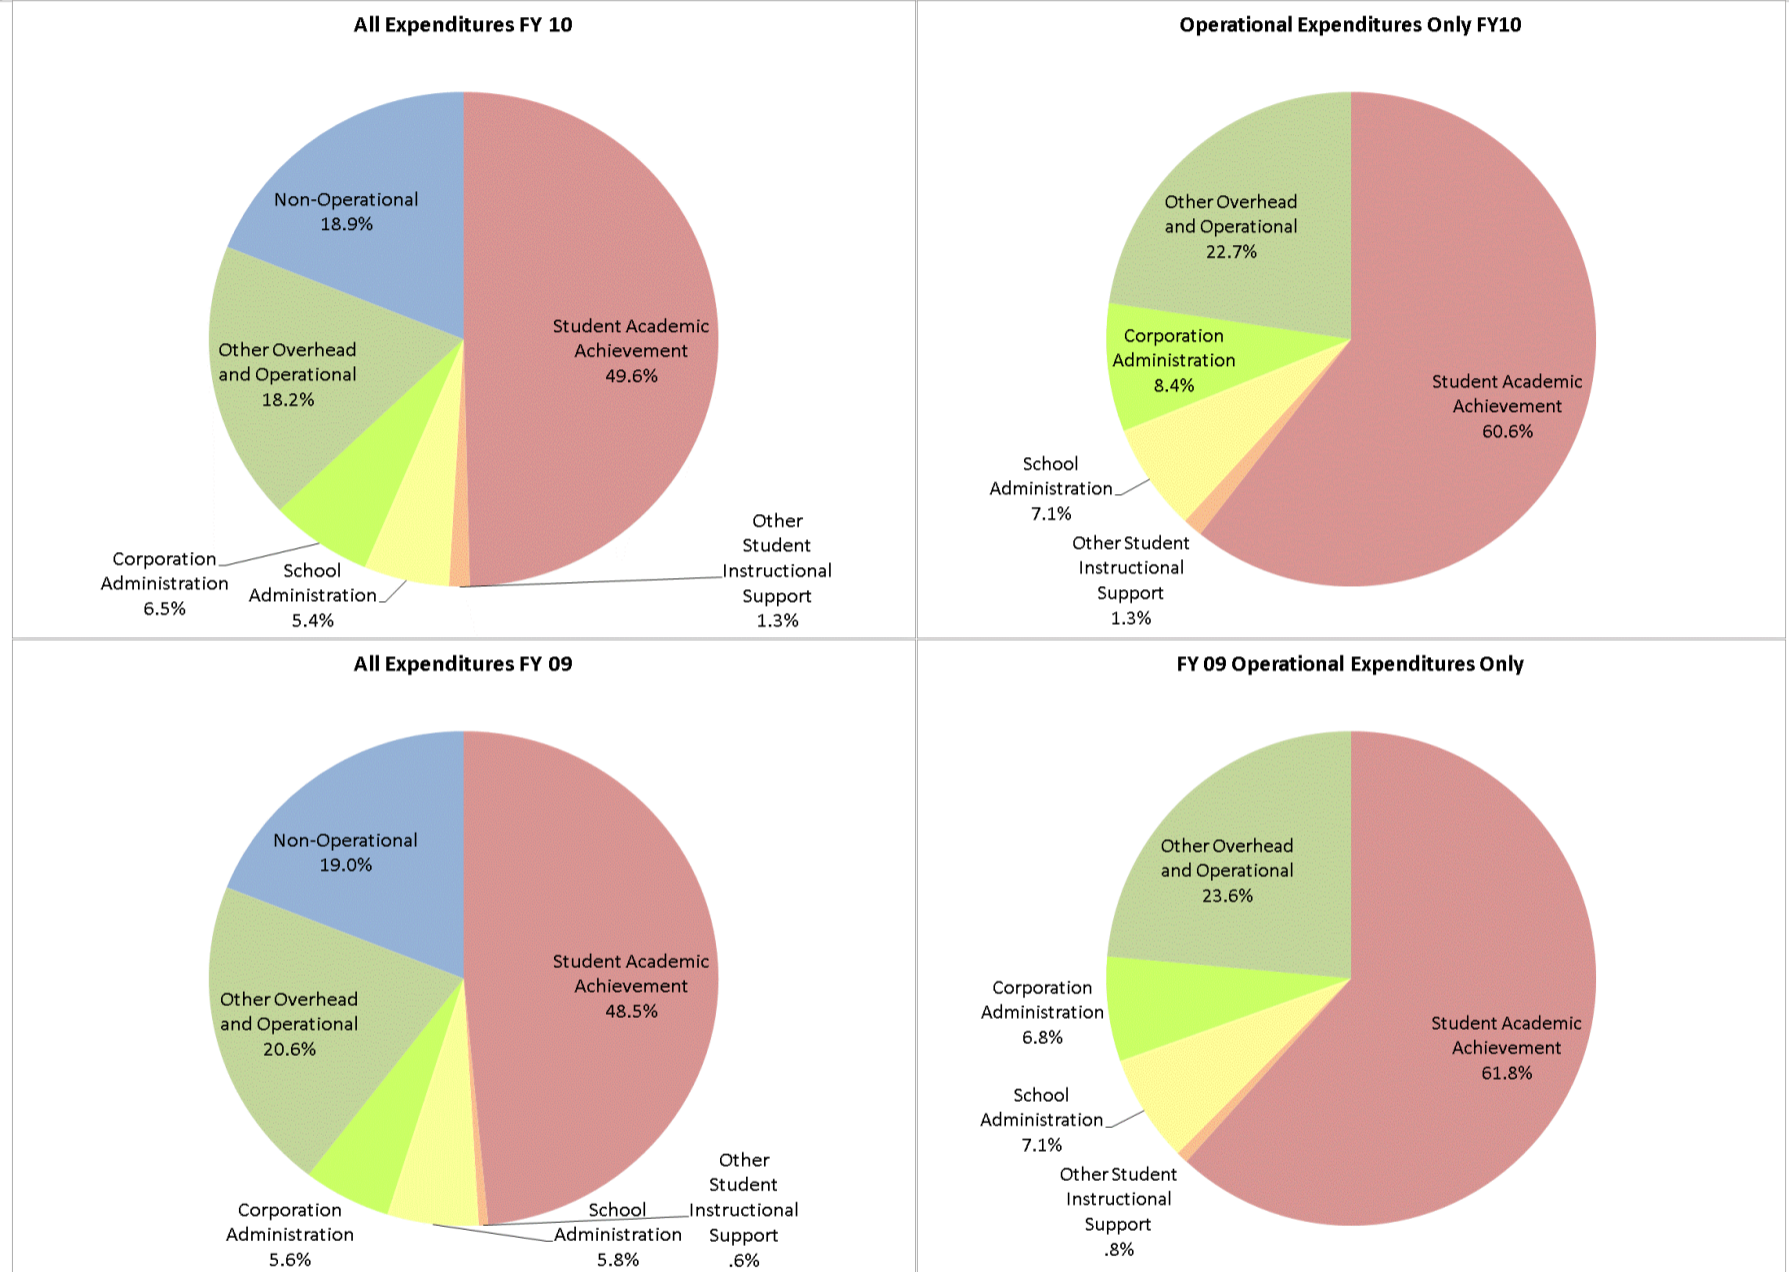 All Expenditures FY 10
Non-Operational
18.9%
Other Overhead
and Operational
18.2%
Student Academic
Achievement
49.6%
Corporation
Administration
6.5%
School
Administration
5.4%
Other
Student
Instructional
Support
1.3%
Operational Expenditures Only FY10
Other Overhead
and Operational
22.7%
Corporation
Administration
8.4%
Student Academic
Achievement
60.6%
School
Administration
7.1%
Other Student
Instructional
Support
1.3%
All Expenditures FY 09
Non-Operational
19.0%
Student Academic
Achievement
48.5%
Other Overhead
and Operational
20.6%
Corporation
Administration
5.6%
School
Administration
5.8%
Other
Student
Instructional
Support
.6%
FY 09 Operational Expenditures Only
Other Overhead
and Operational
23.6%
Corporation
Administration
6.8%
Student Academic
Achievement
61.8%
School
Administration
7.1%
Other Student
Instructional
Support
.8%